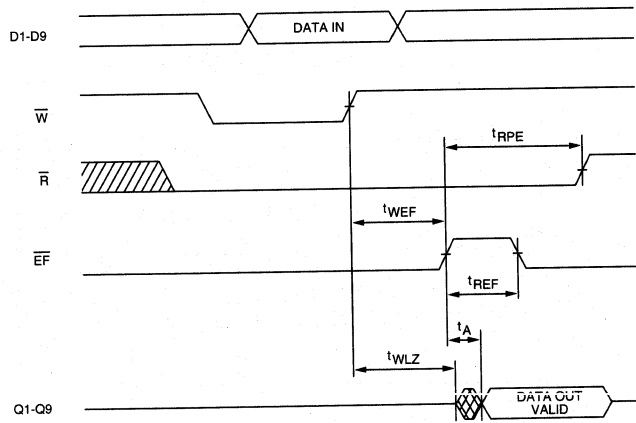 D1-D9
DATA IN
W
tRPE
R
tWEF
EF
tREF
tA
tWLZ
Q1-Q9
DATA OUT
VALID